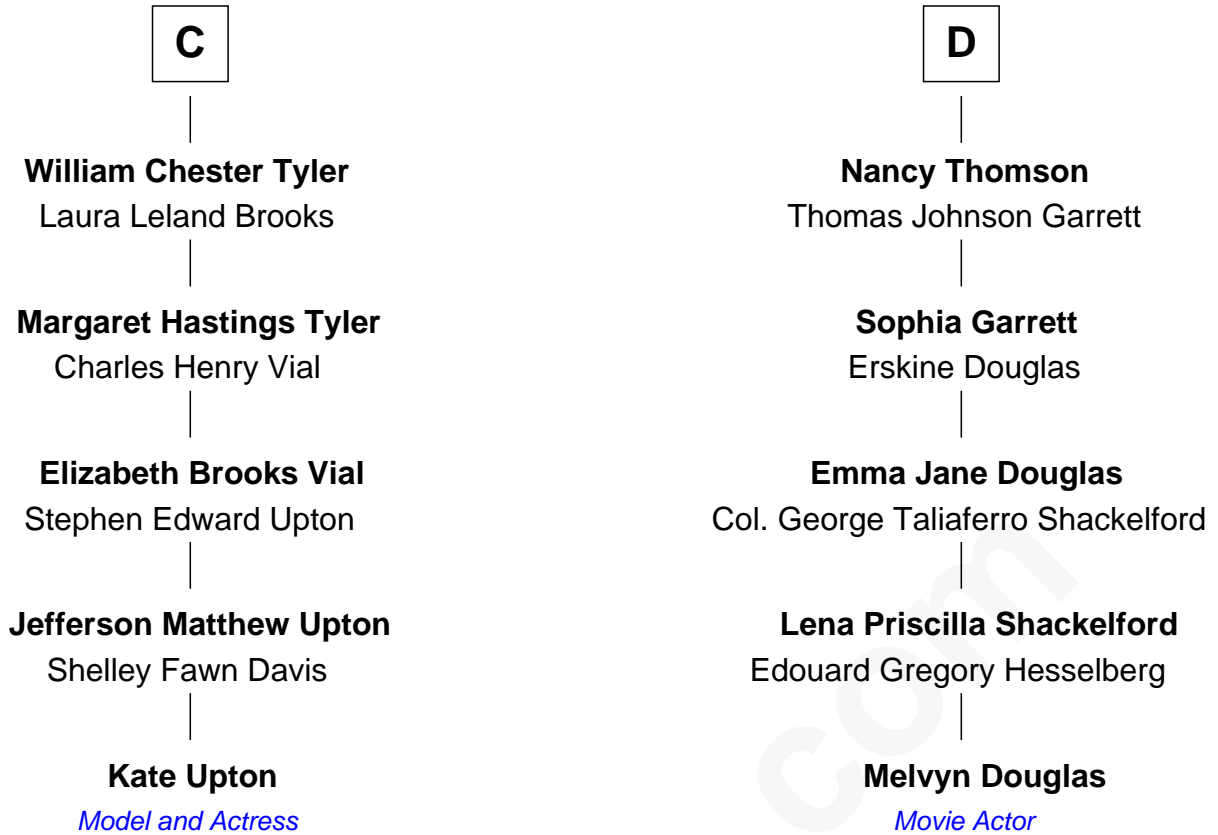 C
William Chester Tyler
Laura Leland Brooks
Margaret Hastings Tyler
Charles Henry Vial
Elizabeth Brooks Vial
Stephen Edward Upton
Jefferson Matthew Upton
Shelley Fawn Davis
Kate Upton
Model and Actress
D
Nancy Thomson
Thomas Johnson Garrett
Sophia Garrett
Erskine Douglas
Emma Jane Douglas
Col. George Taliaferro Shackelford
Lena Priscilla Shackelford
Edouard Gregory Hesselberg
Melvyn Douglas
Movie Actor
com